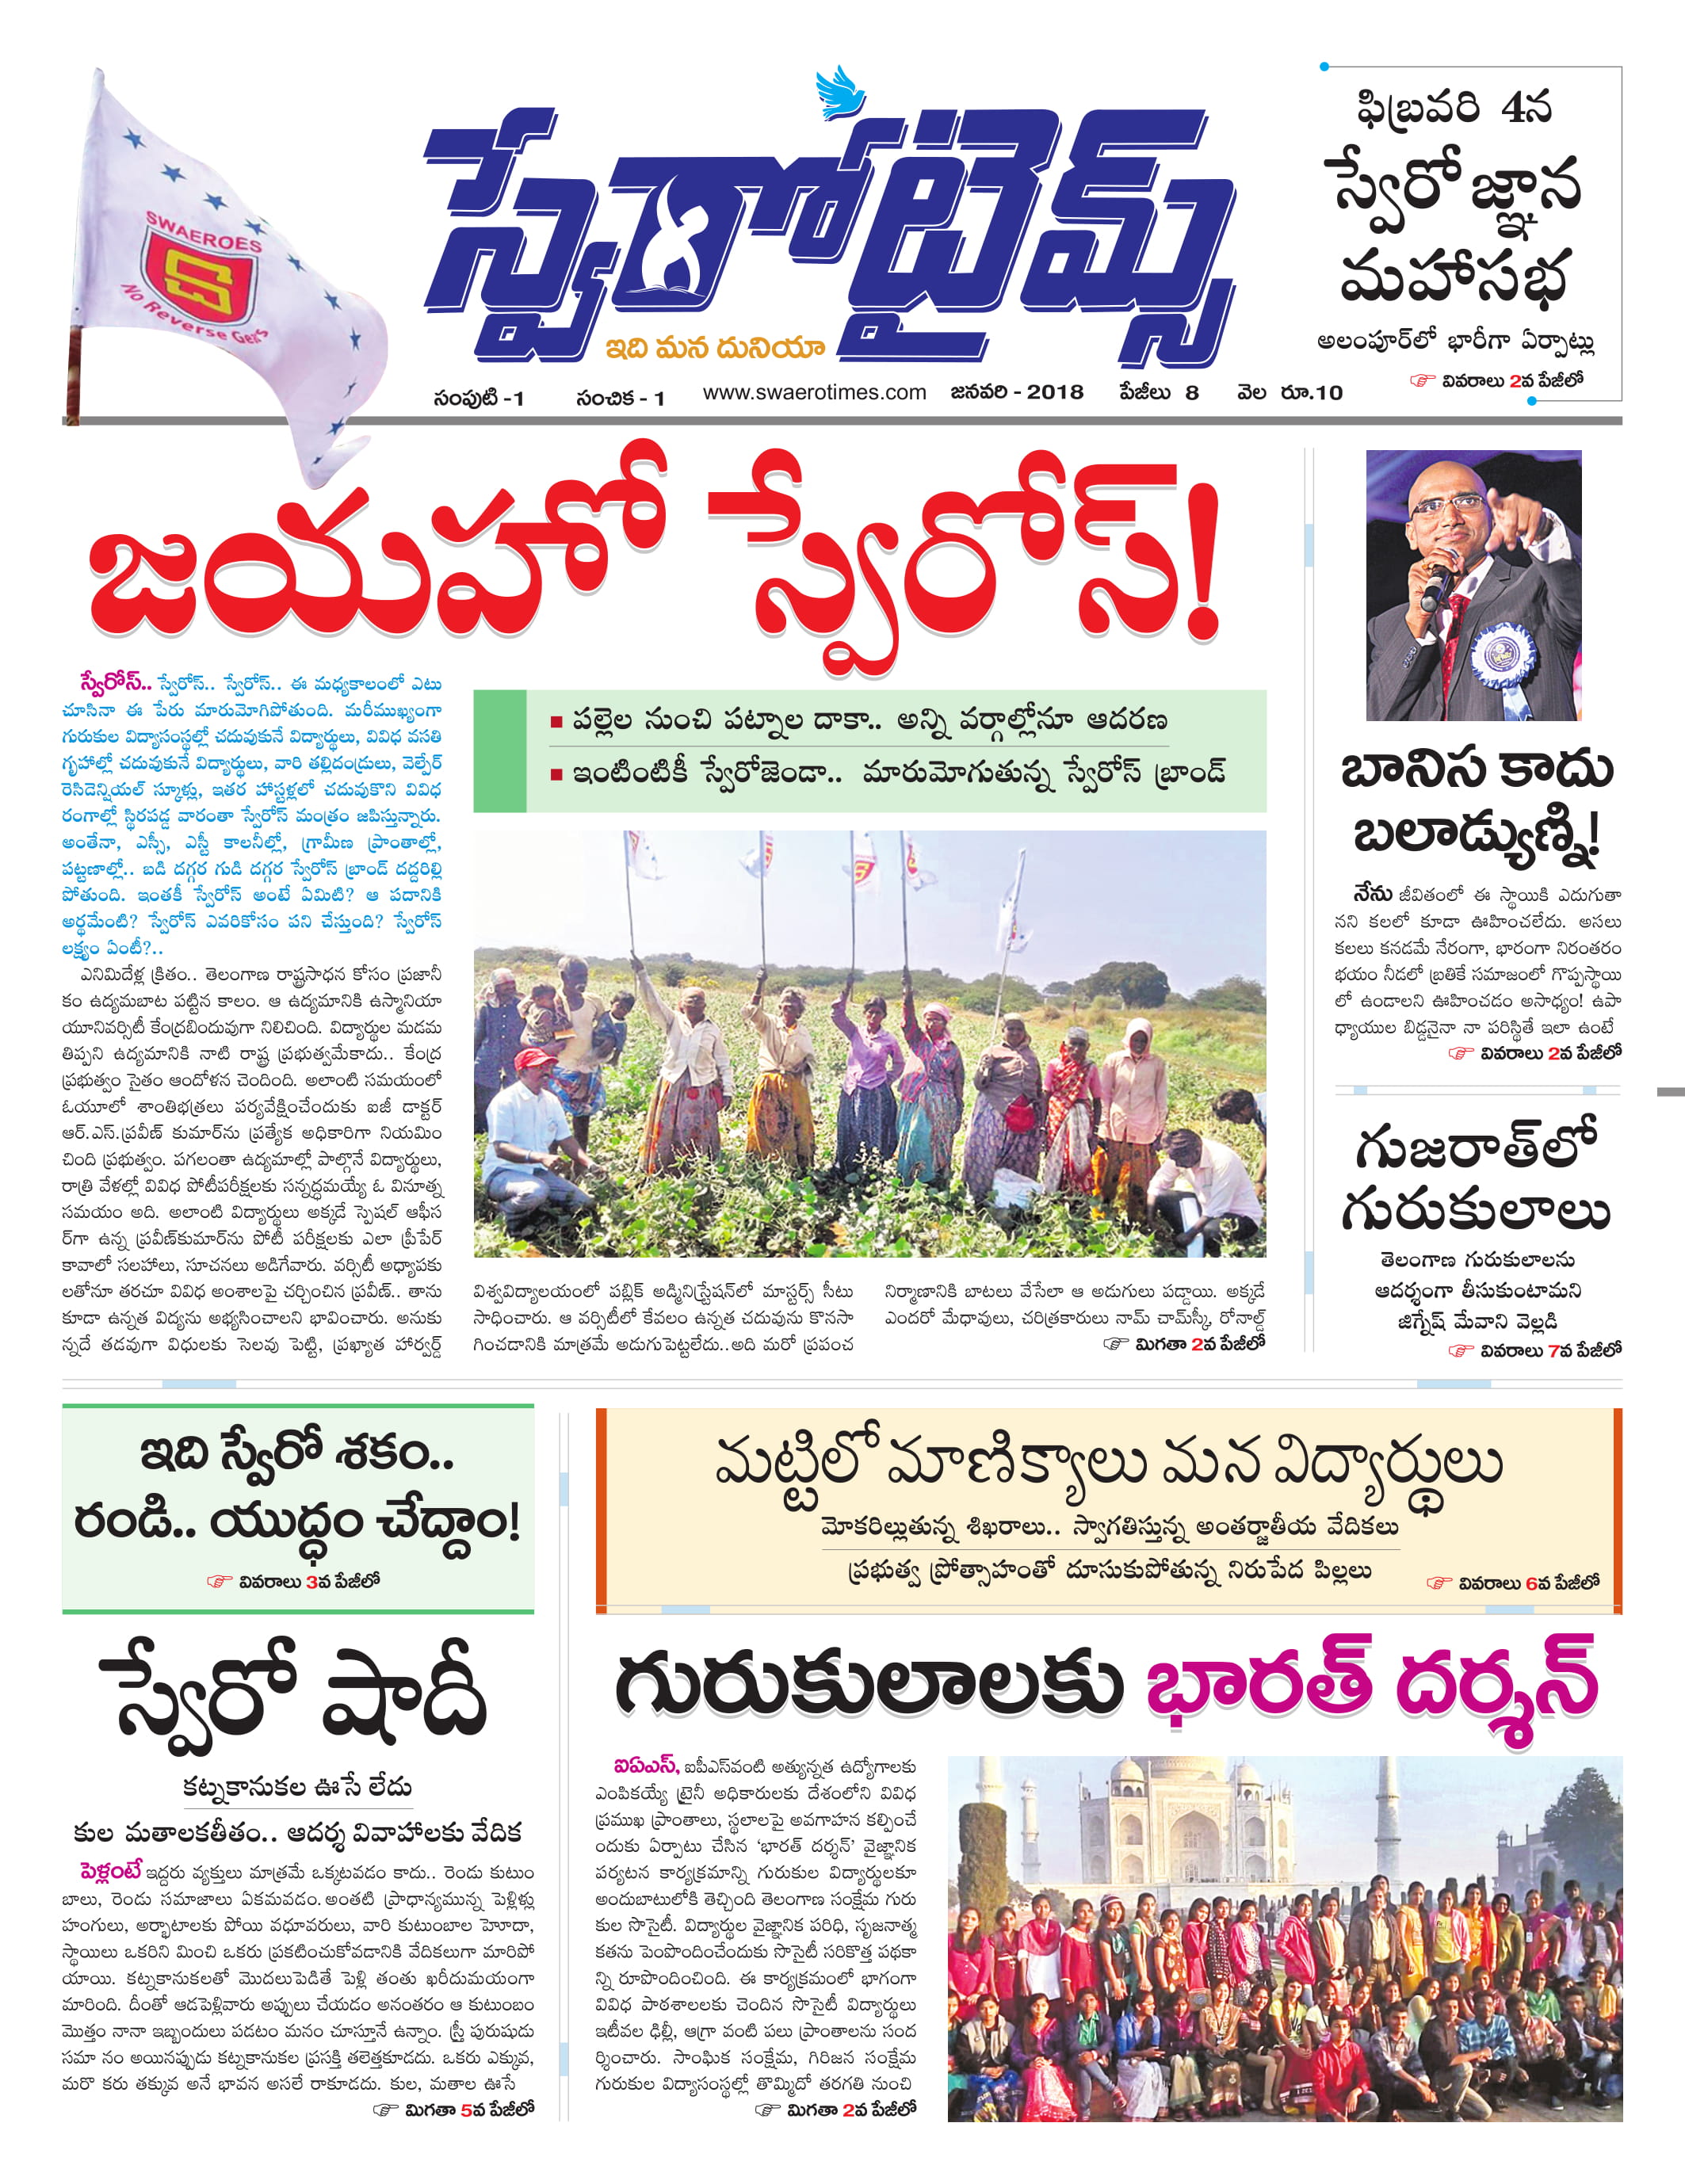 ఫిబ్రవరి 4న
స్వేరో జ్ఞాన
మహాసభ
అలంపూర్‌లో భారీగా ఏర్పాట్లు
వివరాలు 2వ పేజీలో
SWAEROES
No Reverse Gears
స్వేరోటైమ్స్
ఇది మన దునియా
సంపుటి -1 సంచిక - 1 www.swaerotimes.com జనవరి - 2018 పేజీలు 8 వెల రూ.10
జయహో స్వేరోస్!
స్వేరోస్.. స్వేరోస్.. స్వేరోస్.. ఈ మధ్యకాలంలో ఎటు
చూసినా ఈ పేరు మారుమోగిపోతుంది. మరీముఖ్యంగా
గురుకుల విద్యాసంస్థల్లో చదువుకునే విద్యార్థులు, వివిధ వసతి
గృహాల్లో చదువుకునే విద్యార్థులు, వారి తల్లిదండ్రులు, వెల్ఫేర్
రెసిడెన్షియల్ స్కూళ్లు, ఇతర హాస్టళ్లలో చదువుకొని వివిధ
రంగాల్లో స్థిరపడ్డ వారంతా స్వేరోస్ మంత్రం జపిస్తున్నారు.
అంతేనా, ఎస్సీ, ఎస్టీ కాలనీల్లో, గ్రామీణ ప్రాంతాల్లో,
పట్టణాల్లో.. బడి దగ్గర గుడి దగ్గర స్వేరోస్ బ్రాండ్ దద్దరిల్లి
పోతుంది. ఇంతకీ స్వేరోస్ అంటే ఏమిటి? ఆ పదానికి
అర్థమేంటి? స్వేరోస్ ఎవరికోసం పని చేస్తుంది? స్వేరోస్
లక్ష్యం ఏంటీ?..
ఎనిమిదేళ్ల క్రితం.. తెలంగాణ రాష్ట్రసాధన కోసం ప్రజానీ
కం ఉద్యమబాట పట్టిన కాలం. ఆ ఉద్యమానికి ఉస్మానియా
యూనివర్సిటీ కేంద్రబిందువుగా నిలిచింది. విద్యార్థుల మడమ
తిప్పని ఉద్యమానికి నాటి రాష్ట్ర ప్రభుత్వమేకాదు.. కేంద్ర
ప్రభుత్వం సైతం ఆందోళన చెందింది. అలాంటి సమయంలో
ఓయూలో శాంతిభత్రలు పర్యవేక్షించేందుకు ఐజీ డాక్టర్
ఆర్.ఎస్.ప్రవీణ్ కుమార్‌ను ప్రత్యేక అధికారిగా నియమిం
చింది ప్రభుత్వం. పగలంతా ఉద్యమాల్లో పాల్గొనే విద్యార్థులు,
రాత్రి వేళల్లో వివిధ పోటీపరీక్షలకు సన్నద్ధమయ్యే ఓ వినూత్న
సమయం అది. అలాంటి విద్యార్థులు అక్కడే స్పెషల్ ఆఫీస
ర్‌గా ఉన్న ప్రవీణ్‌కుమార్‌ను పోటీ పరీక్షలకు ఎలా ప్రీపేర్
కావాలో సలహాలు, సూచనలు అడిగేవారు. వర్సిటీ అధ్యాపకు
లతోనూ తరచూ వివిధ అంశాలపై చర్చించిన ప్రవీణ్.. తాను
కూడా ఉన్నత విద్యను అభ్యసించాలని భావించారు. అనుకు
న్నదే తడవుగా విధులకు సెలవు పెట్టి, ప్రఖ్యాత హార్వర్డ్
పల్లెల నుంచి పట్నాల దాకా.. అన్ని వర్గాల్లోనూ ఆదరణ
ఇంటింటికీ స్వేరోజెండా.. మారుమోగుతున్న స్వేరోస్ బ్రాండ్
విశ్వవిద్యాలయంలో పబ్లిక్ అడ్మినిస్ట్రేషన్‌లో మాస్టర్స్ సీటు
సాధించారు. ఆ వర్సిటీలో కేవలం ఉన్నత చదువును కొనసా
గించడానికి మాత్రమే అడుగుపెట్టలేదు..అది మరో ప్రపంచ
నిర్మాణానికి బాటలు వేసేలా ఆ అడుగులు పడ్డాయి. అక్కడే
ఎందరో మేధావులు, చరిత్రకారులు నామ్ చామ్‌స్కీ, రోనాల్డ్
మిగతా 2వ పేజీలో
బానిస కాదు
బలాడ్యుణ్ని!
నేను జీవితంలో ఈ స్థాయికి ఎదుగుతా
నని కలలో కూడా ఊహించలేదు. అసలు
కలలు కనడమే నేరంగా, భారంగా నిరంతరం
భయం నీడలో బ్రతికే సమాజంలో గొప్పస్థాయి
లో ఉండాలని ఊహించడం అసాధ్యం! ఉపా
ధ్యాయుల బిడ్డనైనా నా పరిస్థితే ఇలా ఉంటే
వివరాలు 2వ పేజీలో
గుజరాత్‌లో
గురుకులాలు
తెలంగాణ గురుకులాలను
ఆదర్శంగా తీసుకుంటామని
జిగ్నేష్ మేవాని వెల్లడి
వివరాలు 7వ పేజీలో
ఇది స్వేరో శకం..
రండి.. యుద్ధం చేద్దాం!
వివరాలు 3వ పేజీలో
మట్టిలో మాణిక్యాలు మన విద్యార్థులు
మోకరిల్లుతున్న శిఖరాలు.. స్వాగతిస్తున్న అంతర్జాతీయ వేదికలు
ప్రభుత్వ ప్రోత్సాహంతో దూసుకుపోతున్న నిరుపేద పిల్లలు
వివరాలు 6వ పేజీలో
స్వేరో షాదీ
కట్నకానుకల ఊసే లేదు
కుల మతాలకతీతం.. ఆదర్శ వివాహాలకు వేదిక
పెళ్లంటే ఇద్దరు వ్యక్తులు మాత్రమే ఒక్కటవడం కాదు.. రెండు కుటుం
బాలు, రెండు సమాజాలు ఏకమవడం.అంతటి ప్రాధాన్యమున్న పెళ్లిళ్లు
హంగులు, అర్భాటాలకు పోయి వధూవరులు, వారి కుటుంబాల హెూదా,
స్థాయిలు ఒకరిని మించి ఒకరు ప్రకటించుకోవడానికి వేదికలుగా మారిపో
యాయి. కట్నకానుకలతో మొదలుపెడితే పెళ్లి తంతు ఖరీదుమయంగా
మారింది. దీంతో ఆడపెళ్లివారు అప్పులు చేయడం అనంతరం ఆ కుటుంబం
మొత్తం నానా ఇబ్బందులు పడటం మనం చూస్తూనే ఉన్నాం. స్త్రీ పురుషుడు
సమా నం అయినప్పుడు కట్నకానుకల ప్రసక్తి తలెత్తకూడదు. ఒకరు ఎక్కువ,
మరొ కరు తక్కువ అనే భావన అసలే రాకూడదు. కుల, మతాల ఊసే
మిగతా 5వ పేజీలో
గురుకులాలకు భారత్ దర్శన్
ఐఏఎస్, ఐపీఎస్‌వంటి అత్యున్నత ఉద్యోగాలకు
ఎంపికయ్యే ట్రైనీ అధికారులకు దేశంలోని వివిధ
ప్రముఖ ప్రాంతాలు, స్థలాలపై అవగాహన కల్పించే
ందుకు ఏర్పాటు చేసిన ‘భారత్ దర్శన్’ వైజ్ఞానిక
పర్యటన కార్యక్రమాన్ని గురుకుల విద్యార్థులకూ
అందుబాటులోకి తెచ్చింది తెలంగాణ సంక్షేమ గురు
కుల సొసైటీ. విద్యార్థుల వైజ్ఞానిక పరిధి, సృజనాత్మ
కతను పెంపొందించేందుకు సొసైటీ సరికొత్త పథకా
న్ని రూపొందించింది. ఈ కార్యక్రమంలో భాగంగా
వివిధ పాఠశాలలకు చెందిన సొసైటీ విద్యార్థులు
ఇటీవల ఢిల్లీ, ఆగ్రా వంటి పలు ప్రాంతాలను సంద
ర్శించారు. సాంఘిక సంక్షేమ, గిరిజన సంక్షేమ
గురుకుల విద్యాసంస్థల్లో తొమ్మిదో తరగతి నుంచి
మిగతా 2వ పేజీలో